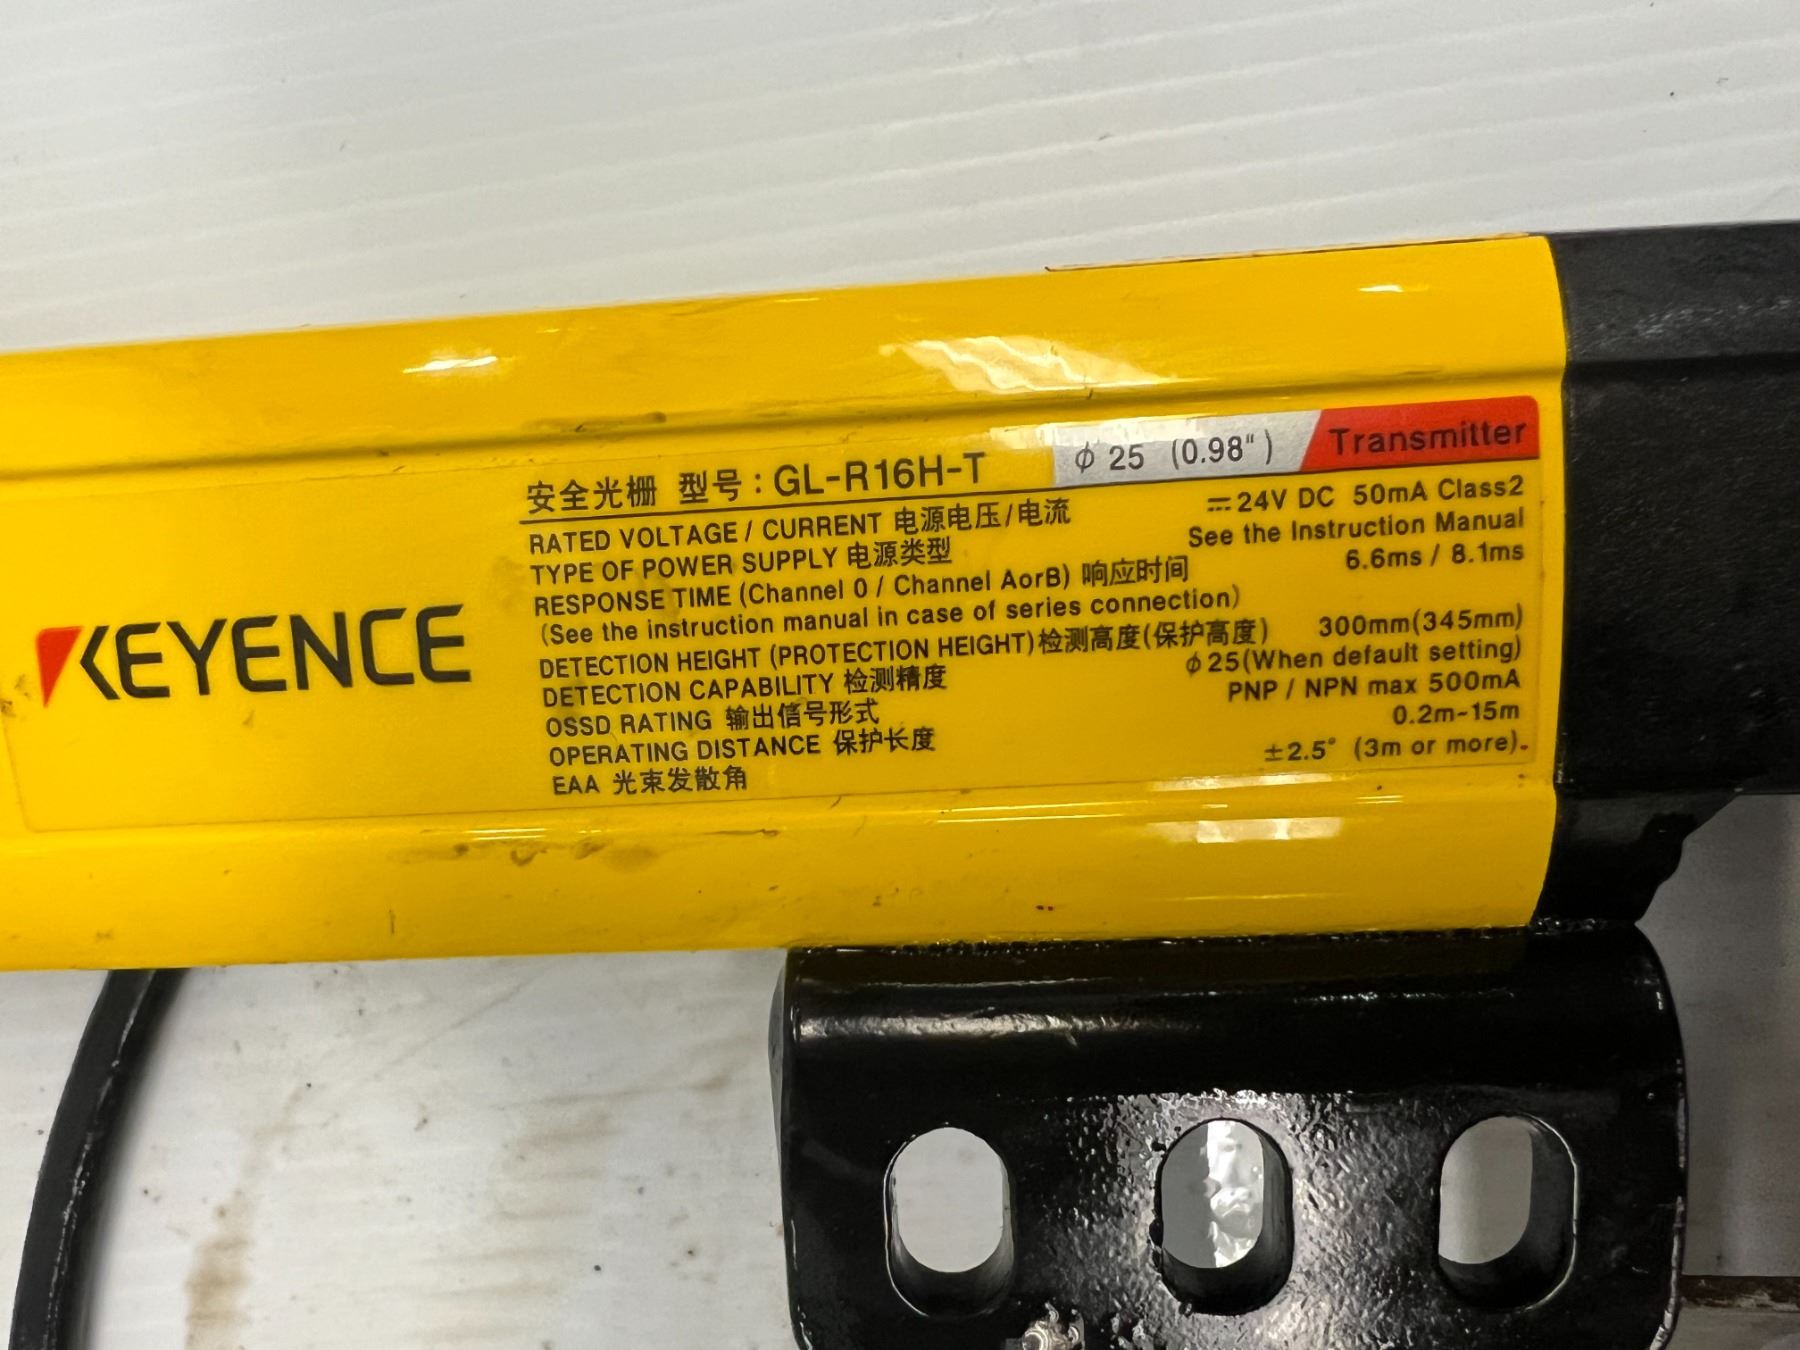 安全光栅 型号：GL-R16H-T ϕ 25 (0.98") Transmitter
RATED VOLTAGE / CURRENT 电源电压/电流 ⎓24V DC 50mA Class2
TYPE OF POWER SUPPLY 电源类型 See the Instruction Manual
RESPONSE TIME (Channel 0 / Channel AorB) 响应时间 6.6ms / 8.1ms
(See the instruction manual in case of series connection)
DETECTION HEIGHT (PROTECTION HEIGHT)检测高度(保护高度) 300mm(345mm)
DETECTION CAPABILITY 检测精度 ϕ25(When default setting)
OSSD RATING 输出信号形式 PNP / NPN max 500mA
OPERATING DISTANCE 保护长度 0.2m~15m
EAA 光束发散角 ±2.5° (3m or more)
KEYENCE